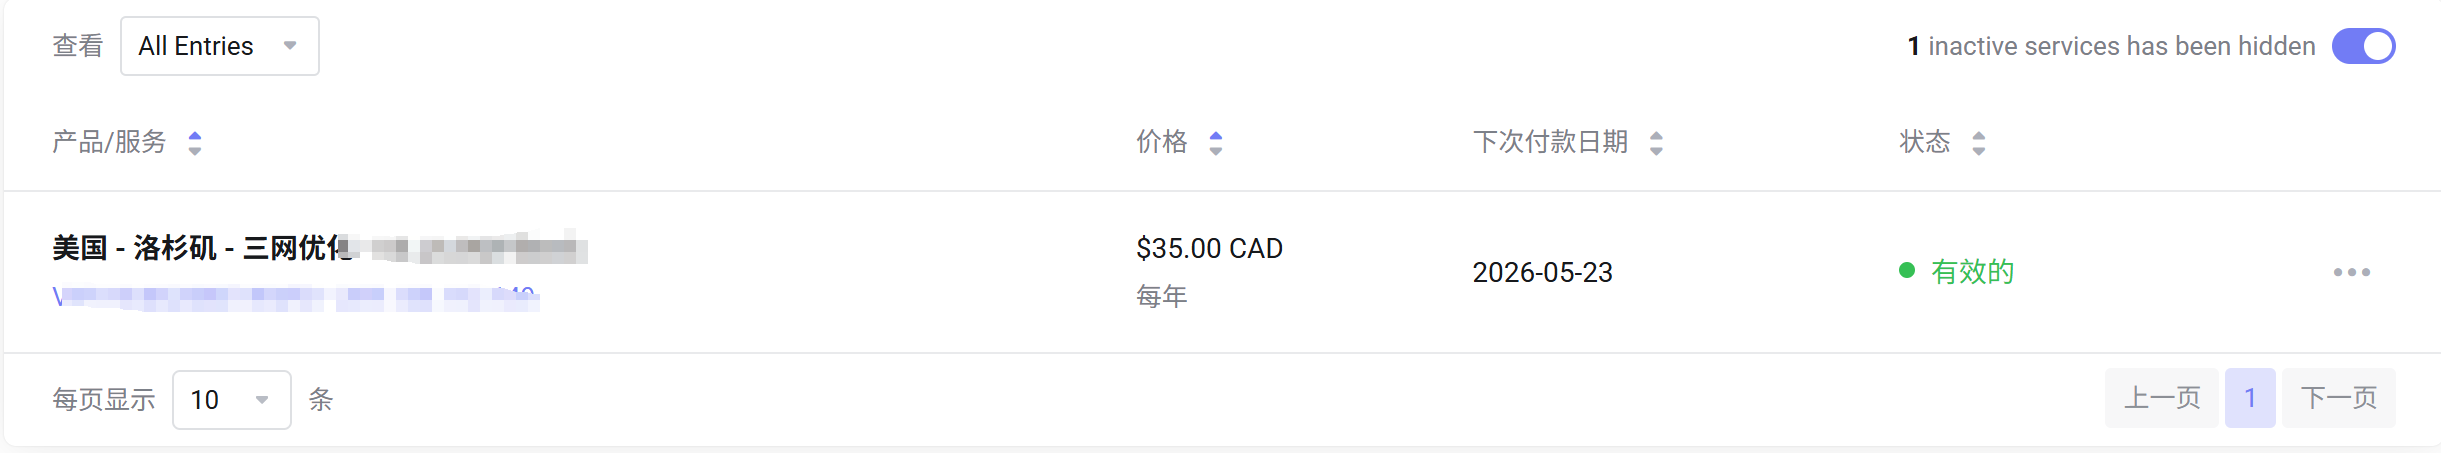 查看 All Entries 1 inactive services has been hidden
产品/服务 价格 下次付款日期 状态
美国 - 洛杉矶 - 三网优化 $35.00 CAD 2026-05-23 有效的
每年
每页显示 10 条 上一页 1 下一页